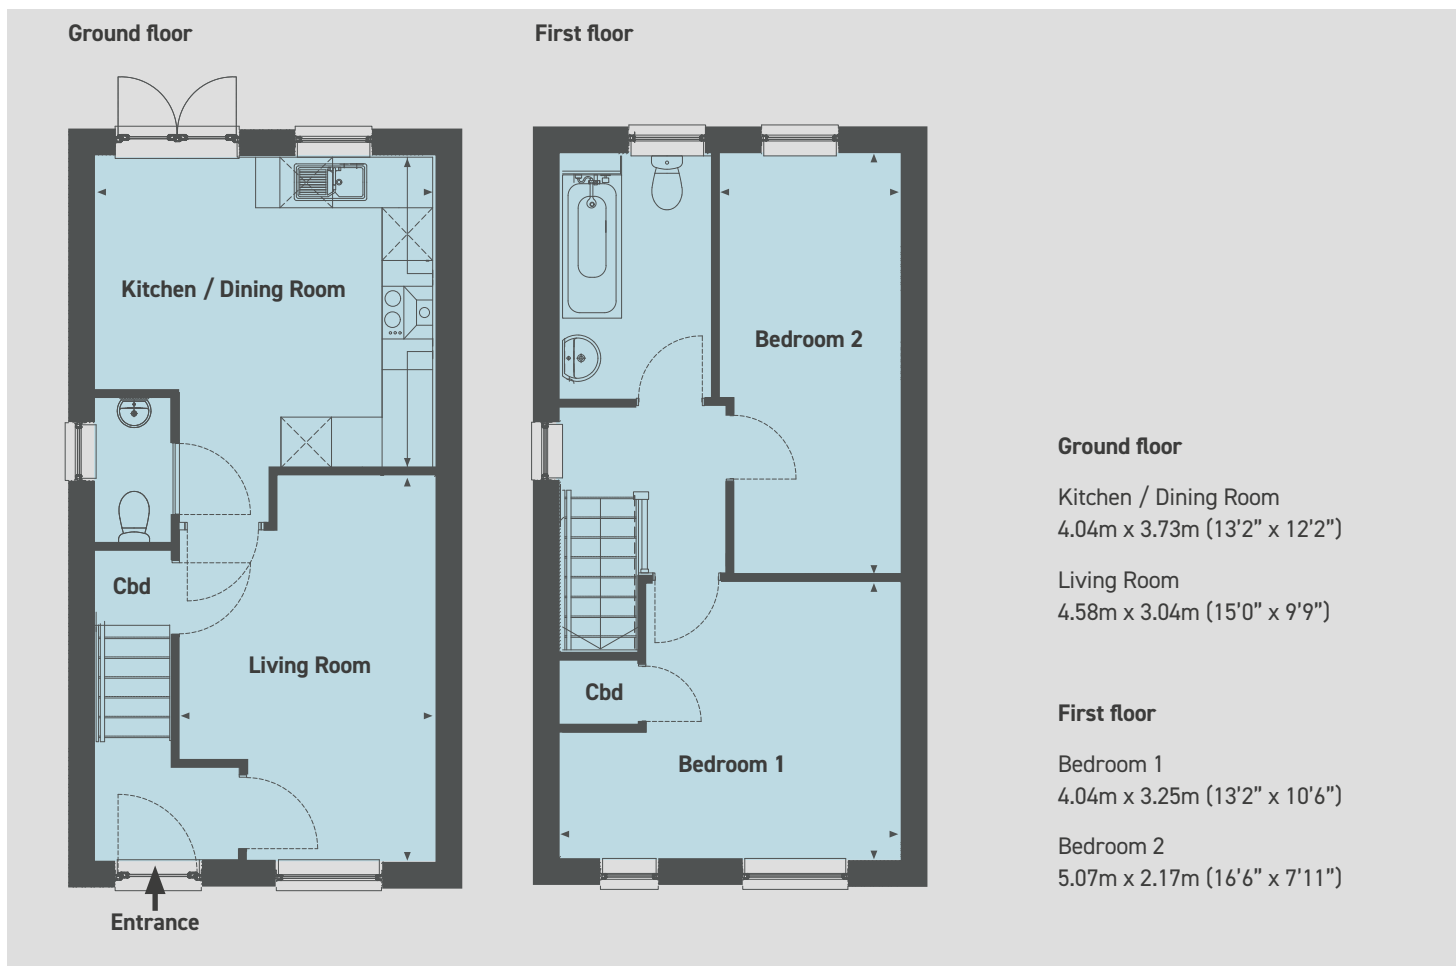 Ground floor
First floor
Kitchen / Dining Room
Bedroom 2
Cbd
Living Room
Cbd
Bedroom 1
Entrance
Ground floor
Kitchen / Dining Room
4.04m x 3.73m (13’2” x 12’2”)
Living Room
4.58m x 3.04m (15’0” x 9’9”)
First floor
Bedroom 1
4.04m x 3.25m (13’2” x 10’6”)
Bedroom 2
5.07m x 2.17m (16’6” x 7’11”)